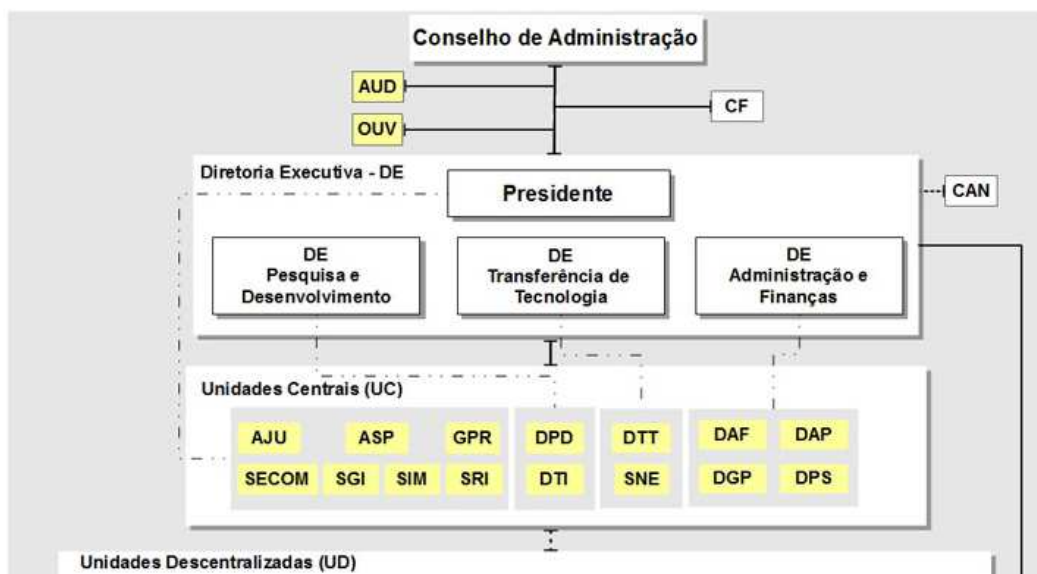 Conselho de Administração
AUD
CF
OUV
Diretoria Executiva - DE
Presidente
CAN
DE
Pesquisa e
Desenvolvimento
DE
Transferência de
Tecnologia
DE
Administração e
Finanças
Unidades Centrais (UC)
AJU ASP GPR DPD DTT DAF DAP
SECOM SGI SIM SRI DTI SNE DGP DPS
Unidades Descentralizadas (UD)